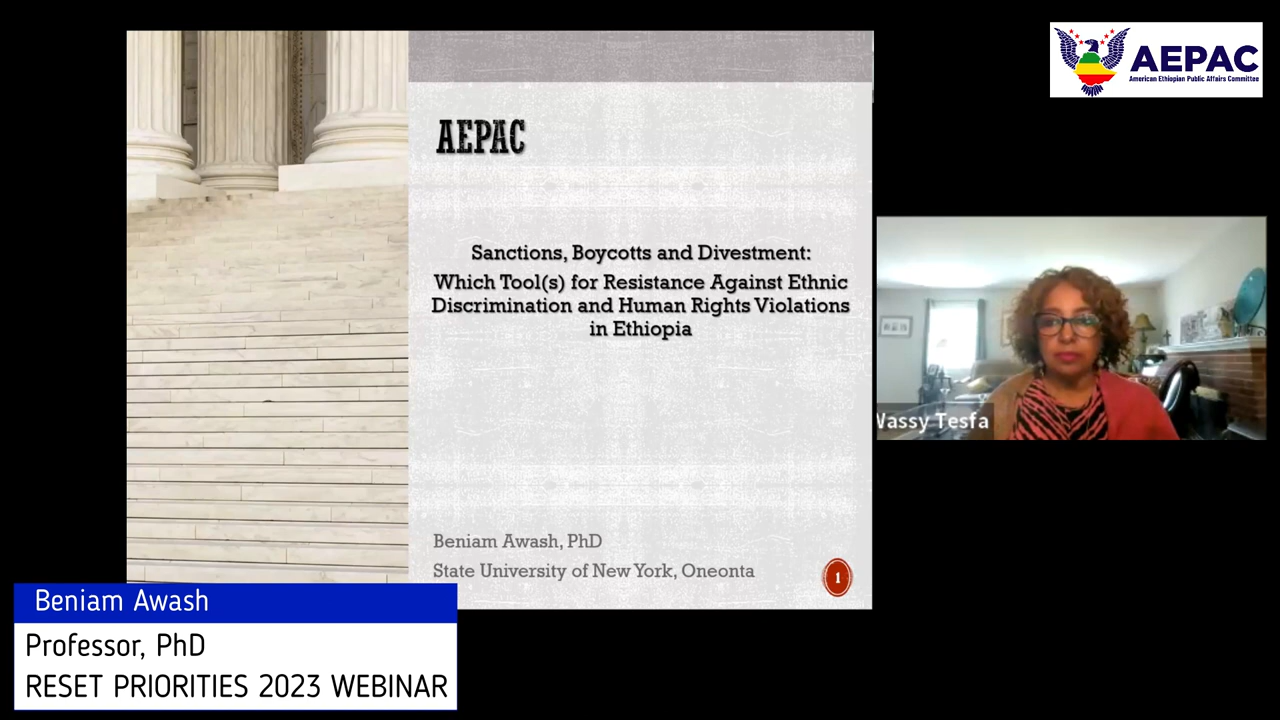 AEPAC
American Ethiopian Public Affairs Committee
AEPAC
Sanctions, Boycotts and Divestment:
Which Tool(s) for Resistance Against Ethnic
Discrimination and Human Rights Violations
in Ethiopia
Beniam Awash, PhD
State University of New York, Oneonta
1
Wassy Tesfa
Beniam Awash
Professor, PhD
RESET PRIORITIES 2023 WEBINAR